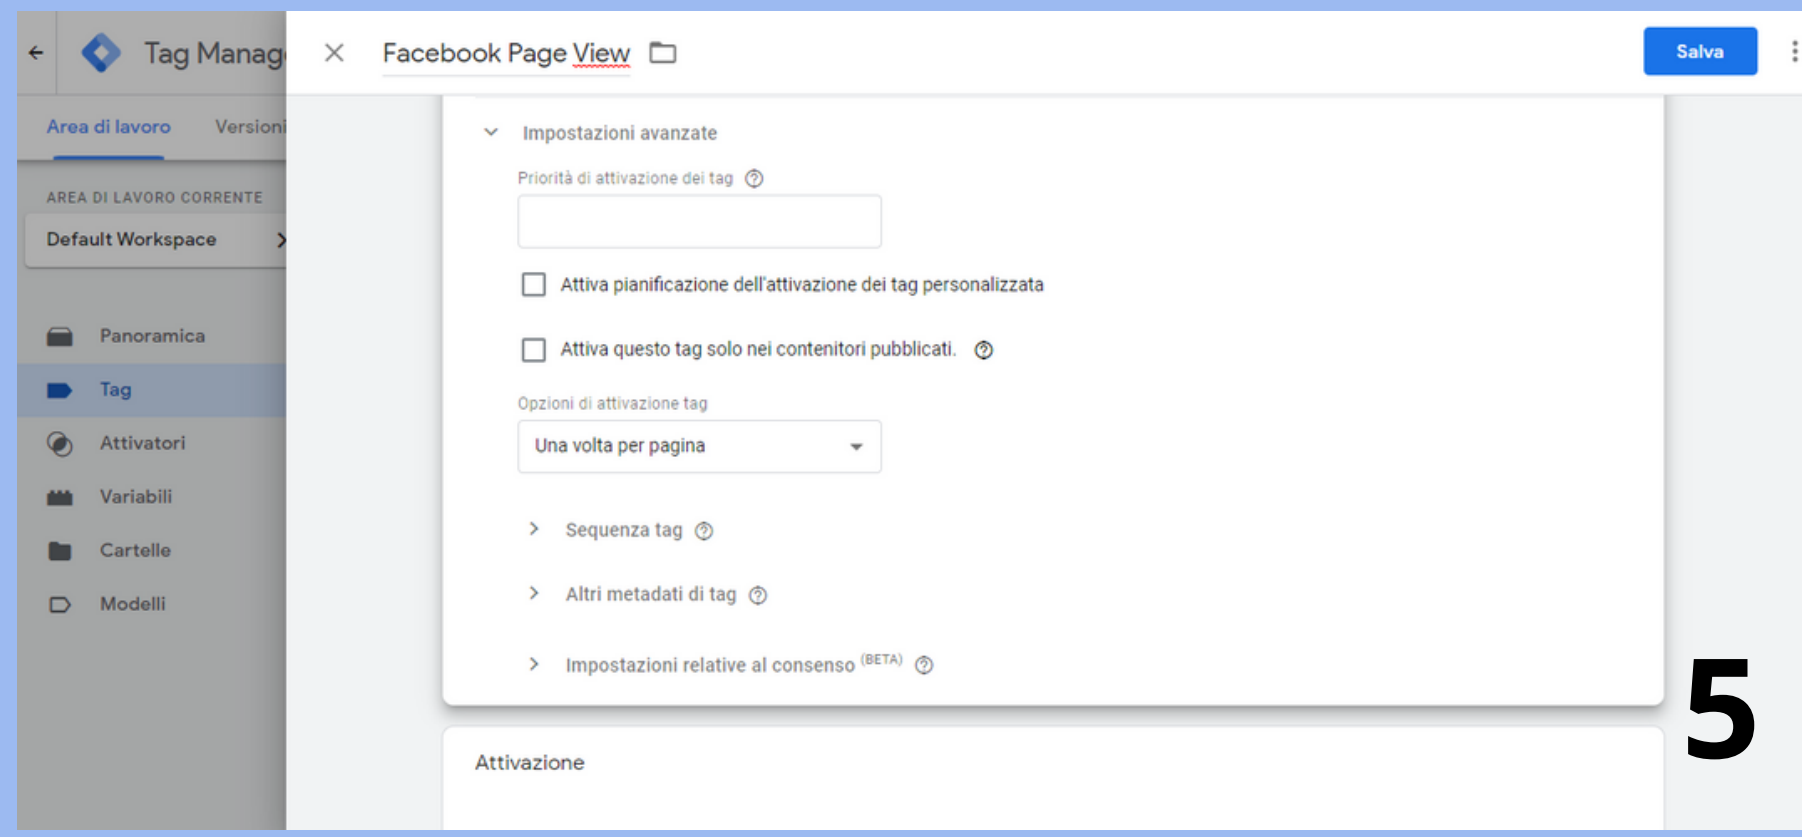 Tag Manag
Facebook Page View
Salva
Area di lavoro
Versioni
AREA DI LAVORO CORRENTE
Default Workspace
Panoramica
Tag
Attivatori
Variabili
Cartelle
Modelli
Impostazioni avanzate
Priorità di attivazione dei tag
Attiva pianificazione dell'attivazione dei tag personalizzata
Attiva questo tag solo nei contenitori pubblicati.
Opzioni di attivazione tag
Una volta per pagina
Sequenza tag
Altri metadati di tag
Impostazioni relative al consenso (BETA)
Attivazione
5